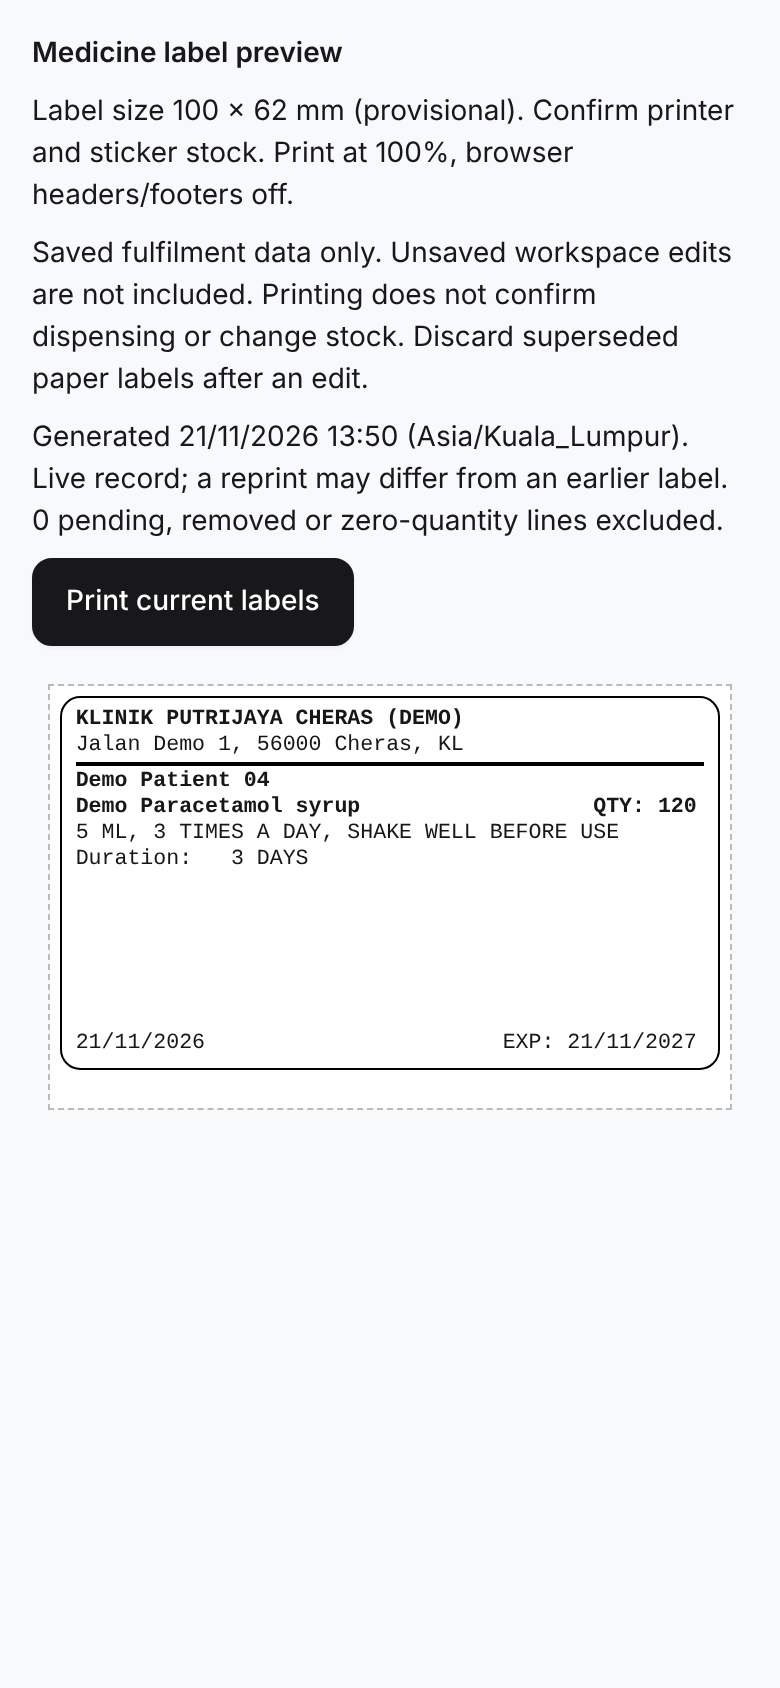 Medicine label preview
Label size 100 × 62 mm (provisional). Confirm printer
and sticker stock. Print at 100%, browser
headers/footers off.
Saved fulfilment data only. Unsaved workspace edits
are not included. Printing does not confirm
dispensing or change stock. Discard superseded
paper labels after an edit.
Generated 21/11/2026 13:50 (Asia/Kuala_Lumpur).
Live record; a reprint may differ from an earlier label.
0 pending, removed or zero-quantity lines excluded.
Print current labels
KLINIK PUTRIJAYA CHERAS (DEMO)
Jalan Demo 1, 56000 Cheras, KL
Demo Patient 04
Demo Paracetamol syrup QTY: 120
5 ML, 3 TIMES A DAY, SHAKE WELL BEFORE USE
Duration: 3 DAYS
21/11/2026 EXP: 21/11/2027